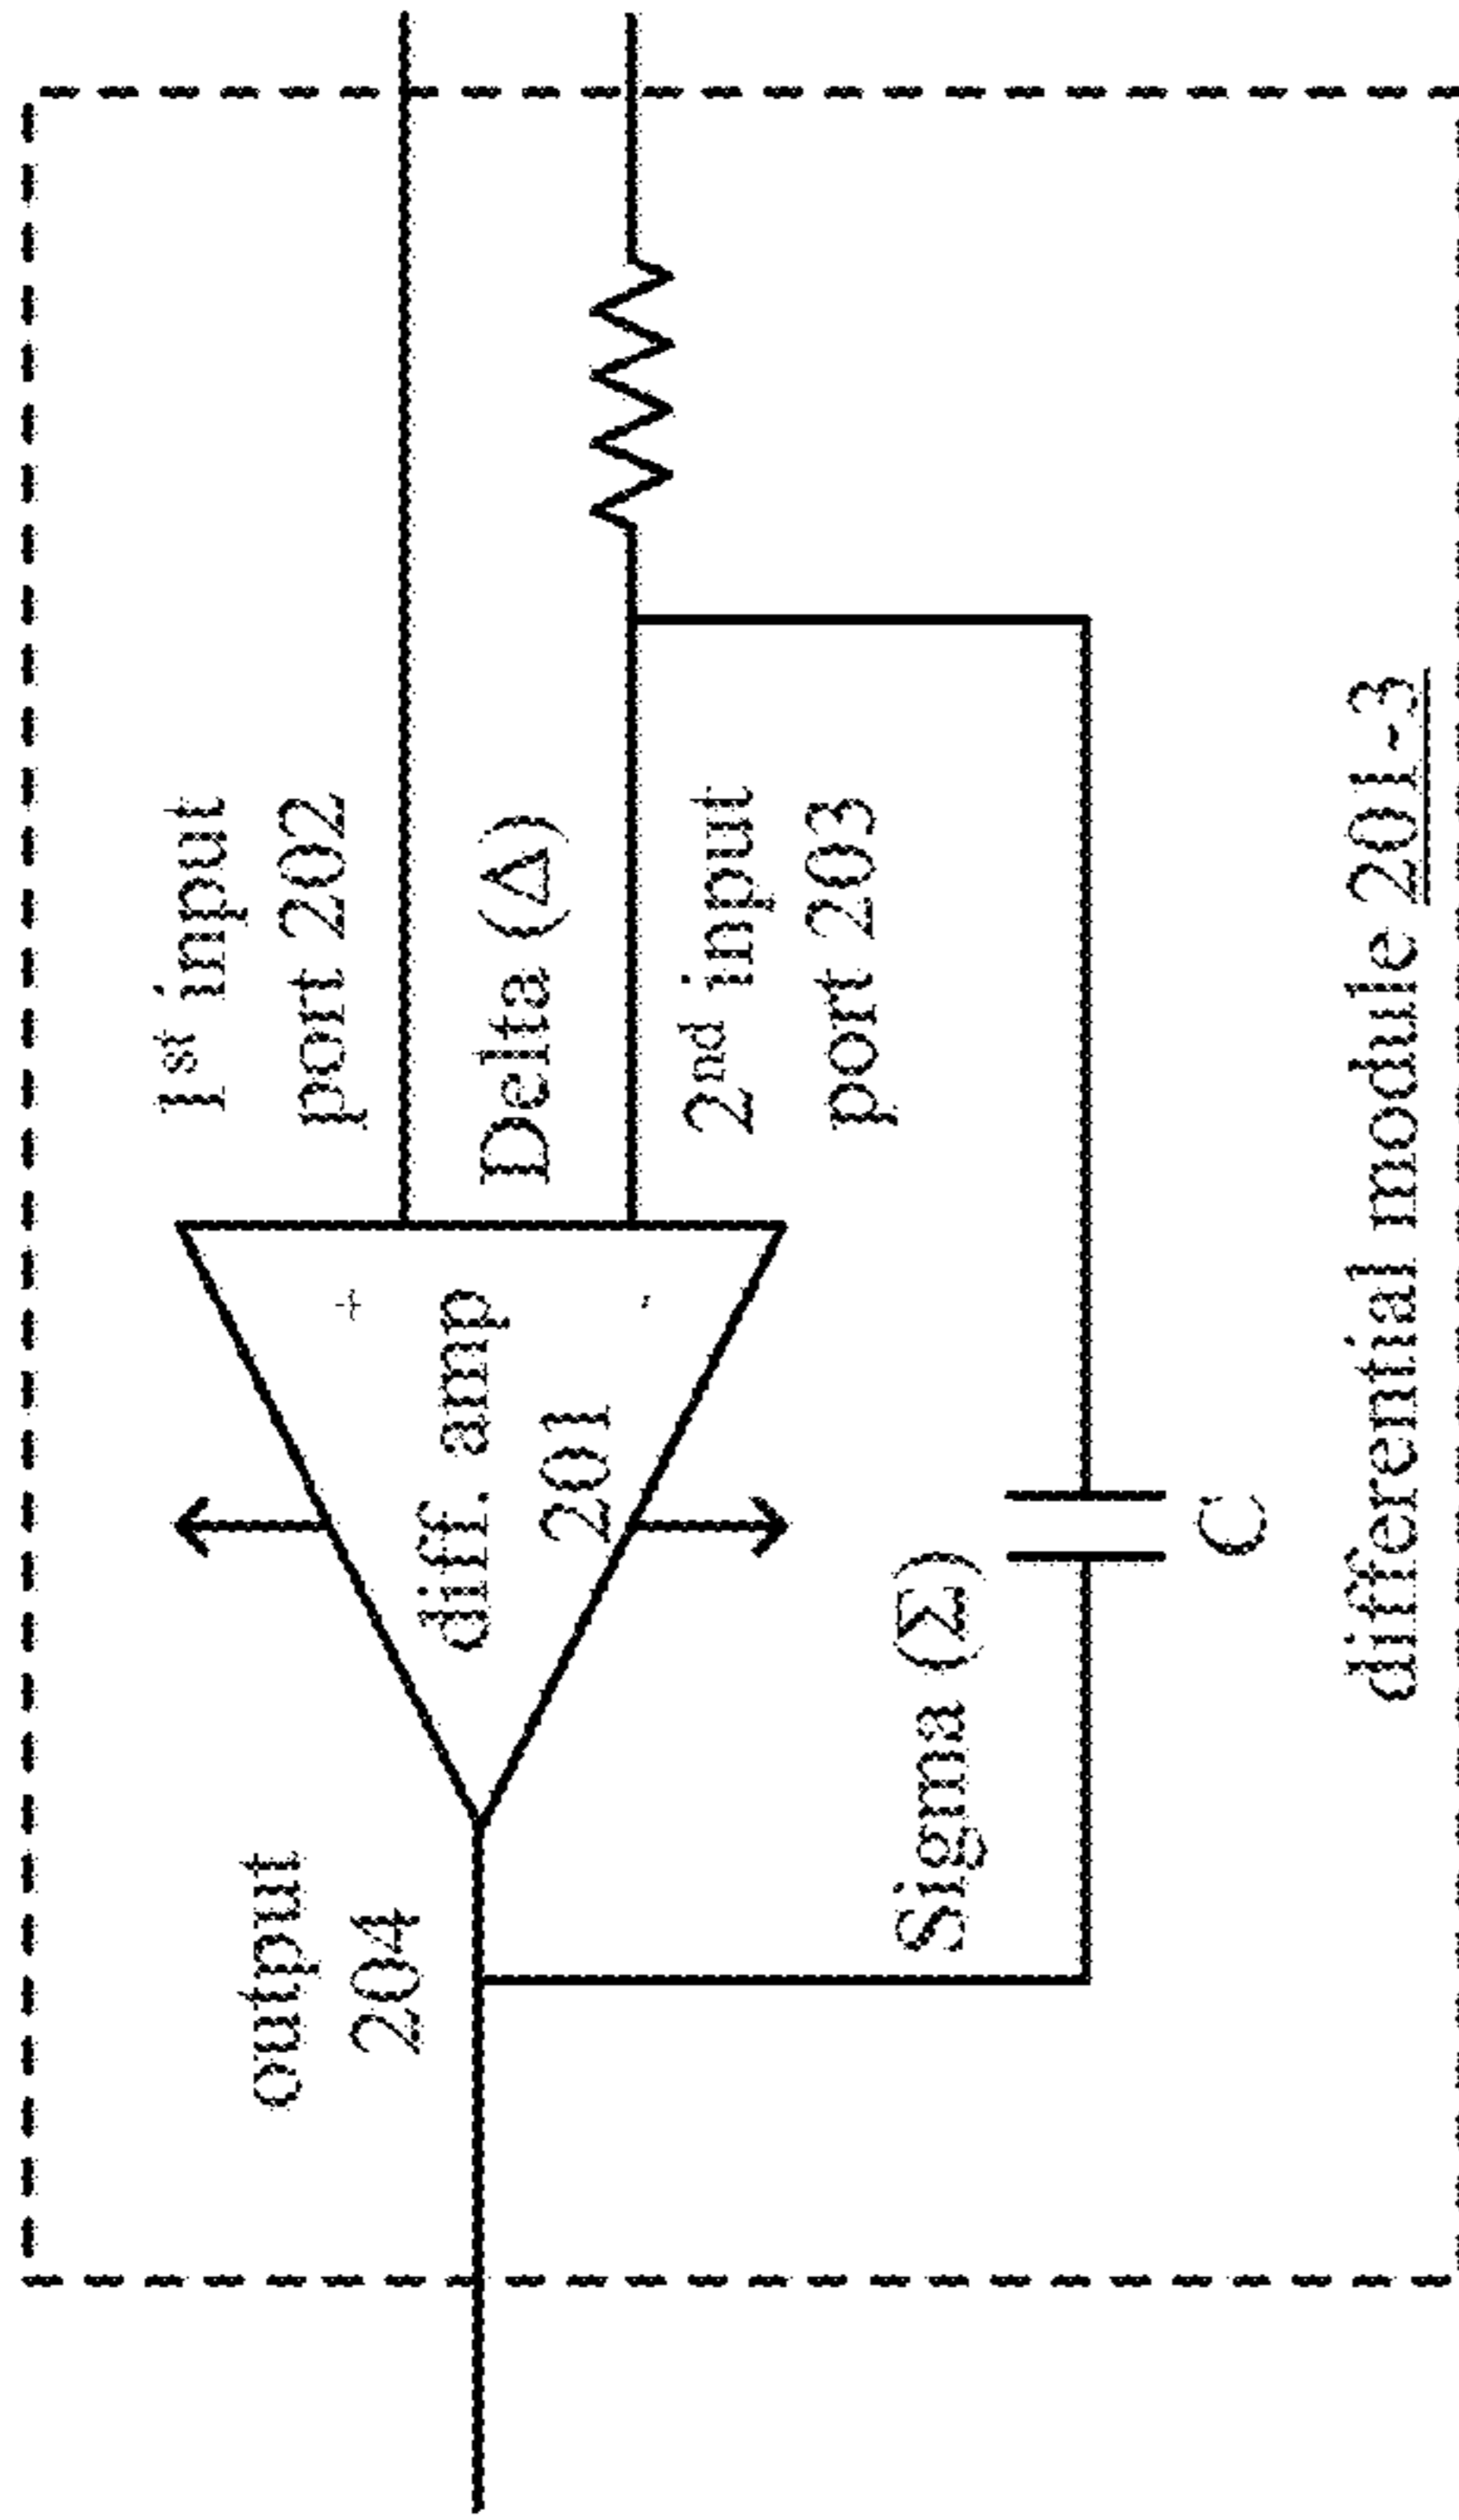 output
204
1st input
port 202
diff. amp
201
+
-
Delta (Δ)
2nd input
port 203
Sigma (Σ)
C
differential module 201-3